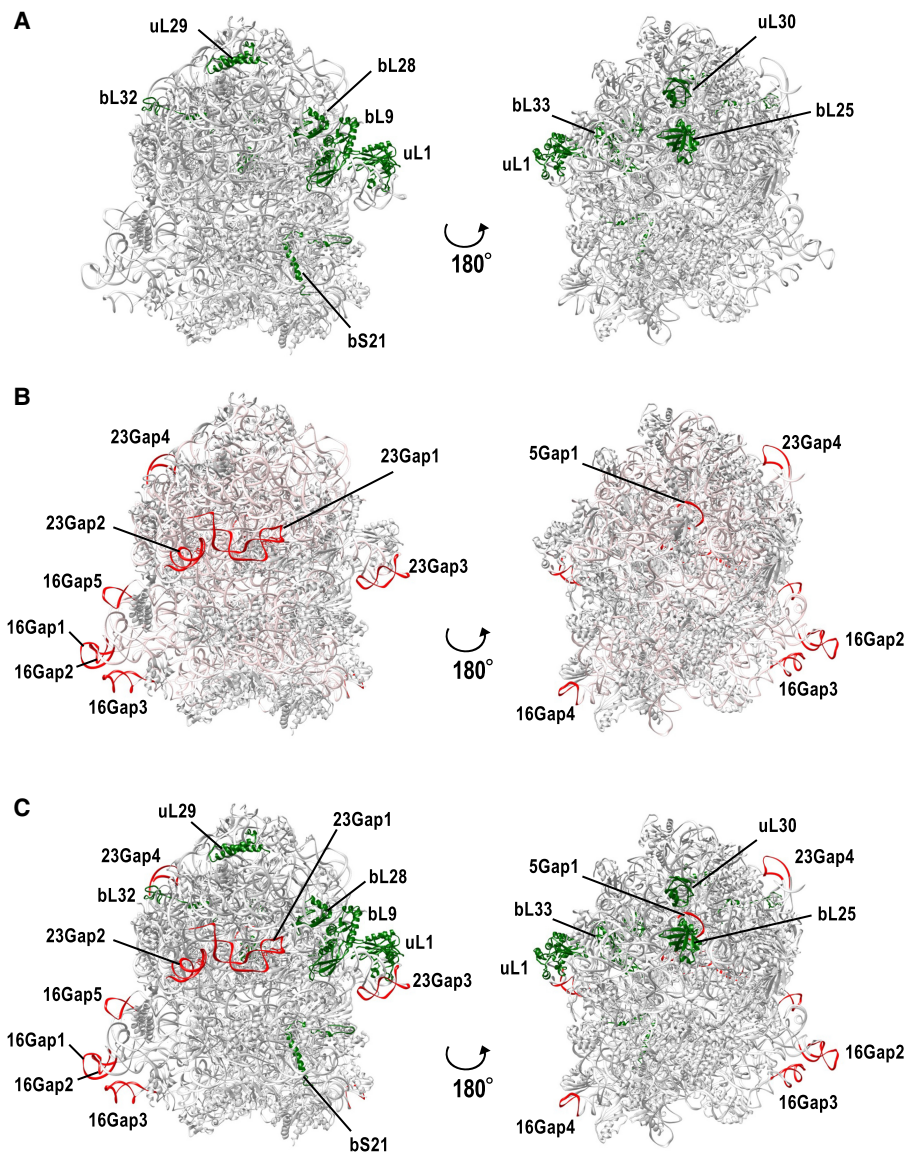 A
uL29
bL28
bL32
bL9
uL1
bS21
180°
uL30
bL33
bL25
uL1
B
23Gap4
23Gap1
23Gap2
16Gap5
23Gap3
16Gap1
16Gap2
16Gap3
180°
5Gap1
23Gap4
16Gap2
16Gap3
16Gap4
C
uL29
23Gap1
23Gap4
bL28
bL32
bL9
23Gap2
uL1
23Gap3
16Gap5
16Gap1
16Gap2
16Gap3
bS21
180°
uL30
5Gap1
23Gap4
bL33
bL25
uL1
16Gap2
16Gap3
16Gap4